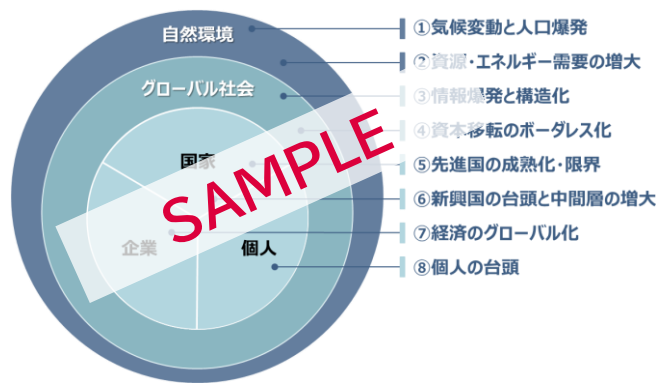 自然環境
グローバル社会
国家
企業
個人
①気候変動と人口爆発
②資源・エネルギー需要の増大
③情報爆発と構造化
④資本移転のボーダレス化
⑤先進国の成熟化・限界
⑥新興国の台頭と中間層の増大
⑦経済のグローバル化
⑧個人の台頭
SAMPLE